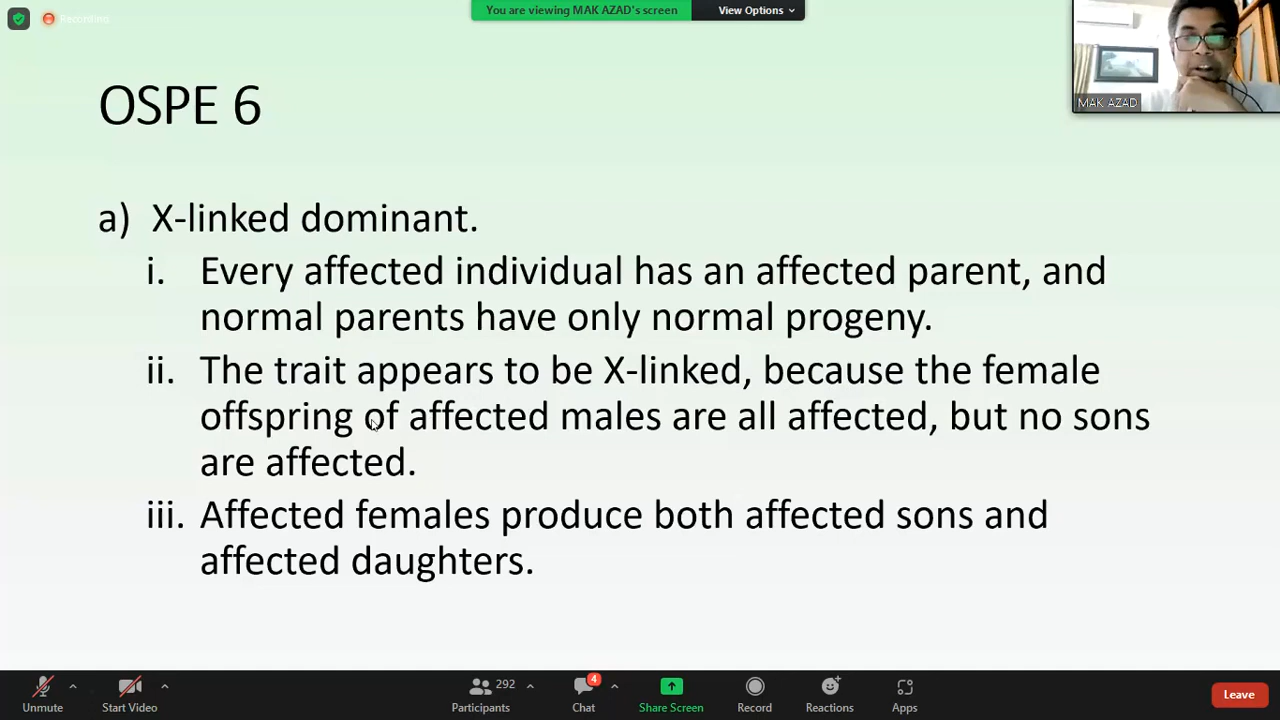 Recording
You are viewing MAK AZAD's screen
View Options
MAK AZAD
OSPE 6
a) X-linked dominant.
i. Every affected individual has an affected parent, and
normal parents have only normal progeny.
ii. The trait appears to be X-linked, because the female
offspring of affected males are all affected, but no sons
are affected.
iii. Affected females produce both affected sons and
affected daughters.
Unmute
Start Video
292
Participants
4
Chat
Share Screen
Record
Reactions
Apps
Leave